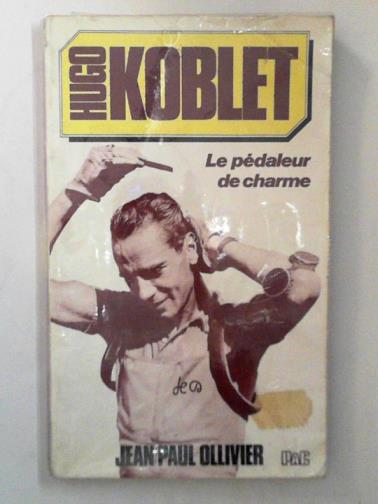 HUGO
KOBLET
Le pédaleur
de charme
JEAN PAUL OLLIVIER
PAC